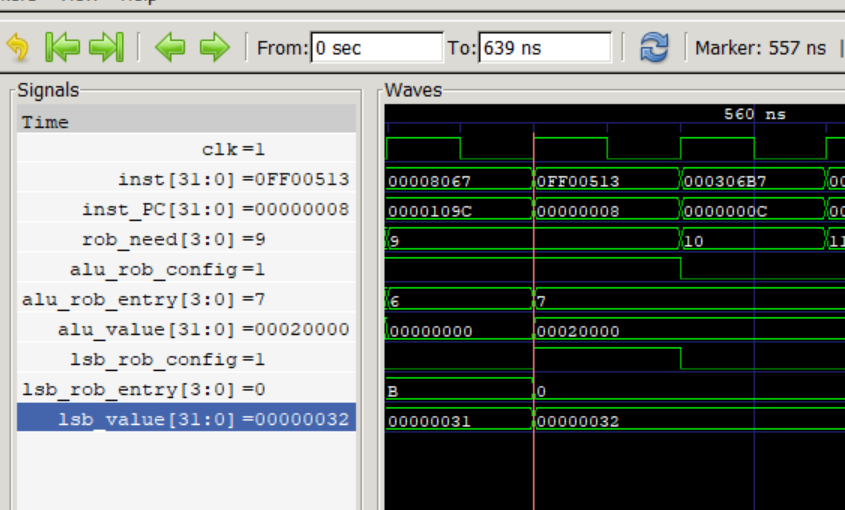 Help
From: 0 sec To: 639 ns Marker: 557 ns |
Signals Waves
Time 560 ns
clk=1
inst[31:0]=0FF00513 00008067 0FF00513 000306B7 00
inst_PC[31:0]=00000008 0000109C 00000008 0000000C 00
rob_need[3:0]=9 9 10 11
alu_rob_config=1
alu_rob_entry[3:0]=7 6 7
alu_value[31:0]=00020000 00000000 00020000
lsb_rob_config=1
lsb_rob_entry[3:0]=0 B 0
lsb_value[31:0]=00000032 00000031 00000032